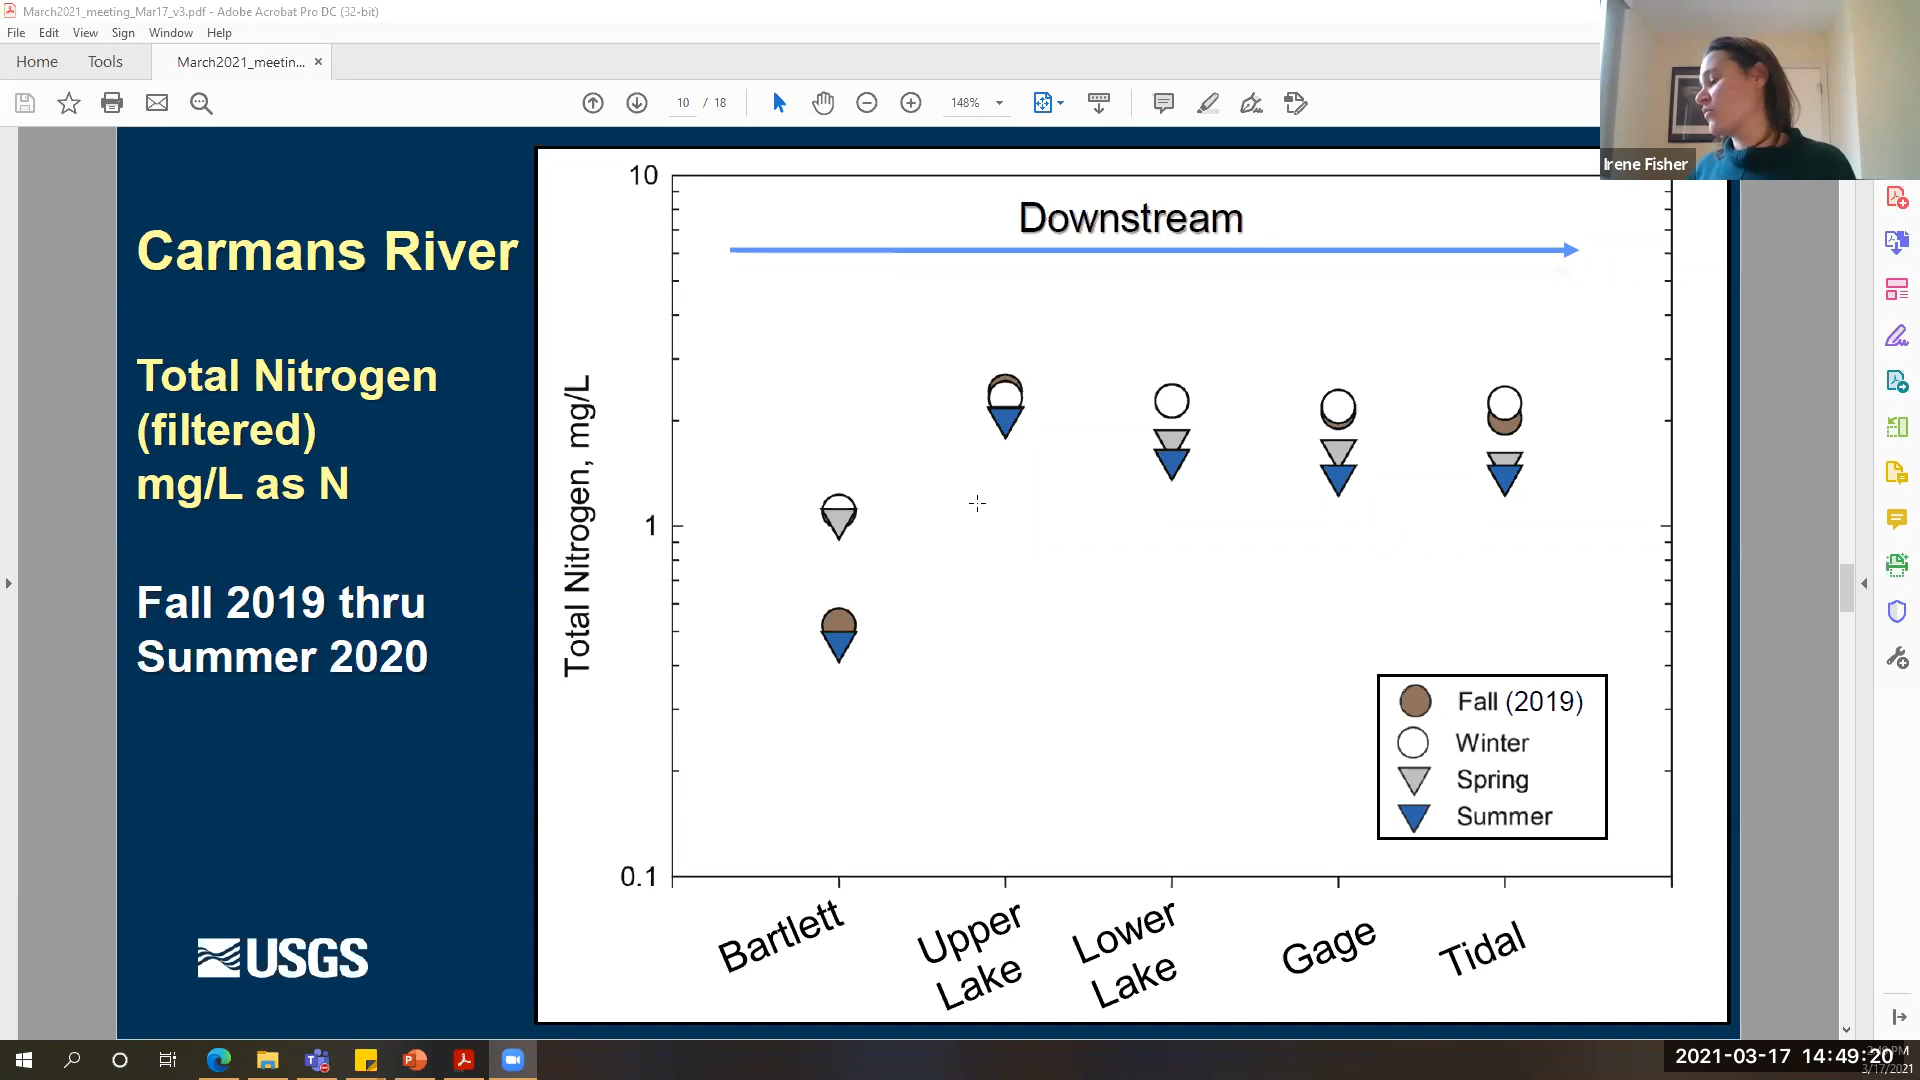 March2021_meeting_Mar17_v3.pdf - Adobe Acrobat Pro DC (32-bit)
File Edit View Sign Window Help
Home Tools March2021_meetin... ×
10 / 18 148%
Irene Fisher
Carmans River
Total Nitrogen
(filtered)
mg/L as N
Fall 2019 thru
Summer 2020
USGS
Downstream
Total Nitrogen, mg/L
10
1
0.1
Fall (2019)
Winter
Spring
Summer
Bartlett
Upper
Lake
Lower
Lake
Gage
Tidal
2021-03-17 14:49:20
3/17/2021